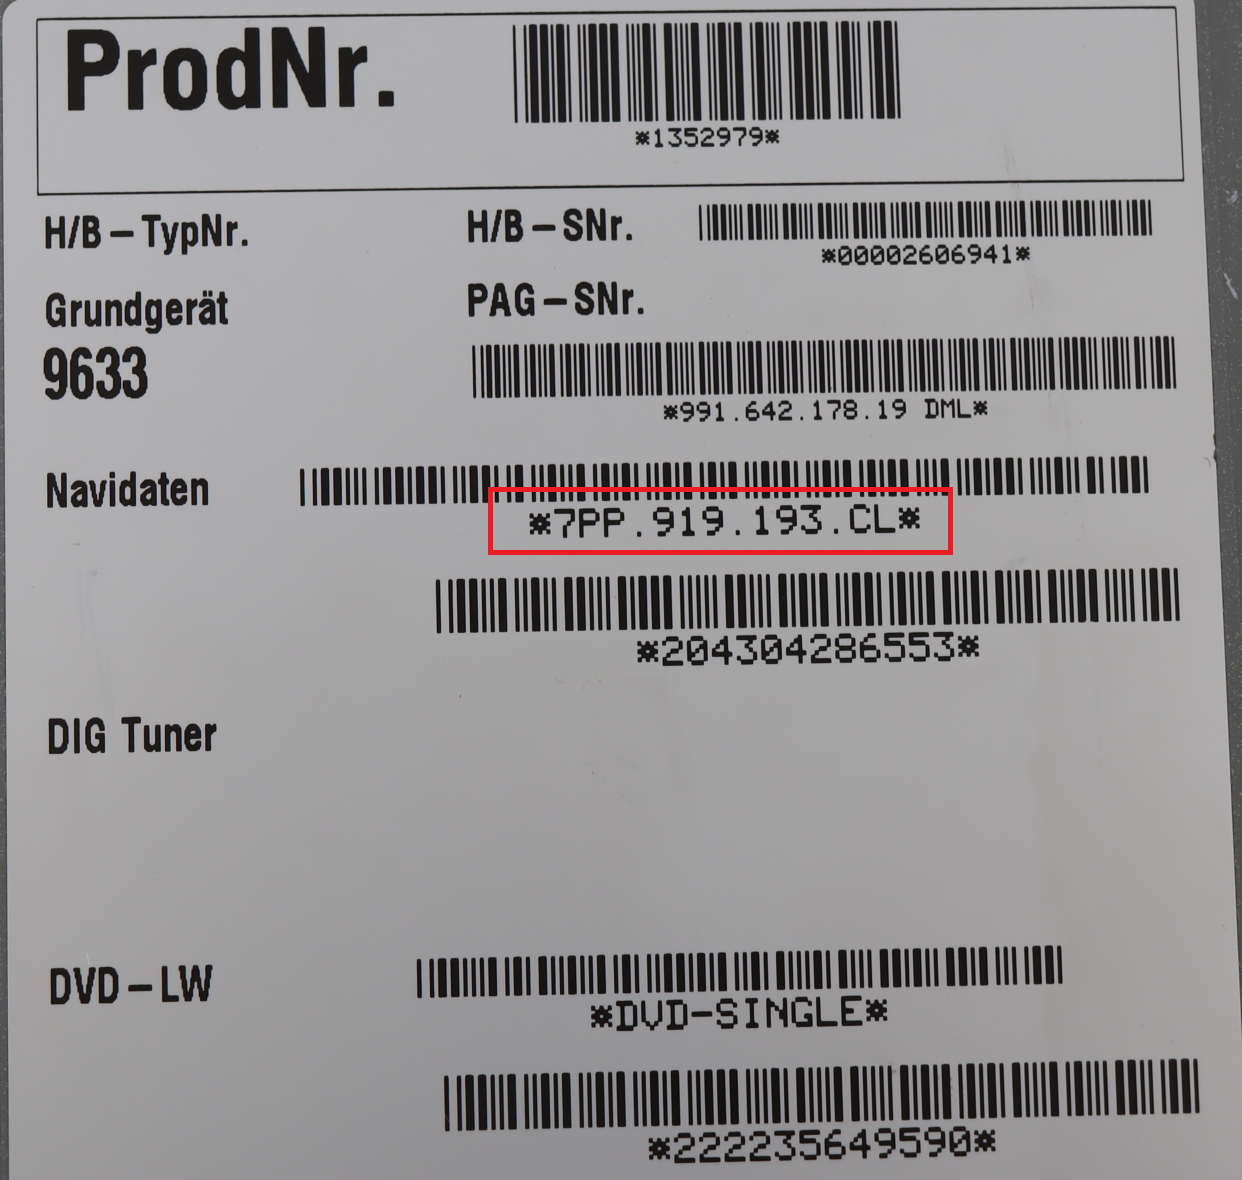 ProdNr.
*1352979*
H/B-TypNr.
H/B-SNr.
*00002606941*
Grundgerät
9633
PAG-SNr.
*991.642.178.19 DML*
Navidaten
*7PP.919.193.CL*
*204304286553*
DIG Tuner
DVD-LW
*DVD-SINGLE*
*222235649590*